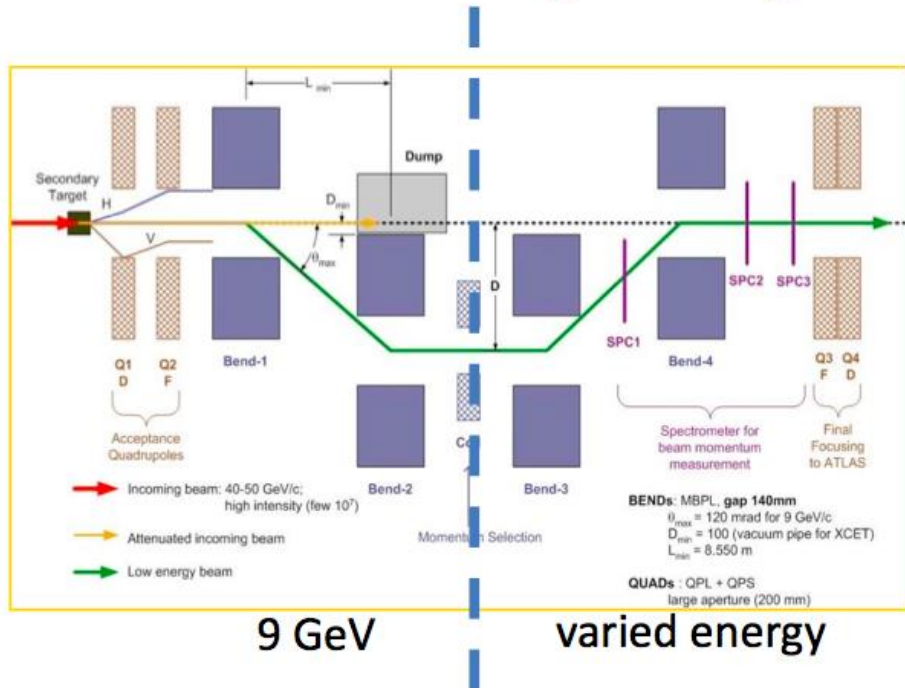 L min
Dump
Secondary
Target
H
V
D min
θmax
D
SPC1
SPC2
SPC3
Q1
D
Q2
F
Bend-1
Bend-4
Q3
F
Q4
D
Acceptance
Quadrupoles
Bend-2
Bend-3
Spectrometer for
beam momentum
measurement
Final
Focusing
to ATLAS
Incoming beam: 40-50 GeV/c;
high intensity (few 10⁷)
Attenuated incoming beam
Low energy beam
Selection
BENDs: MBPL, gap 140mm
θmax = 120 mrad for 9 GeV/c
Dmin = 100 (vacuum pipe for XCET)
Lmin = 8.550 m
QUADs : QPL + QPS
large aperture (200 mm)
9 GeV
varied energy